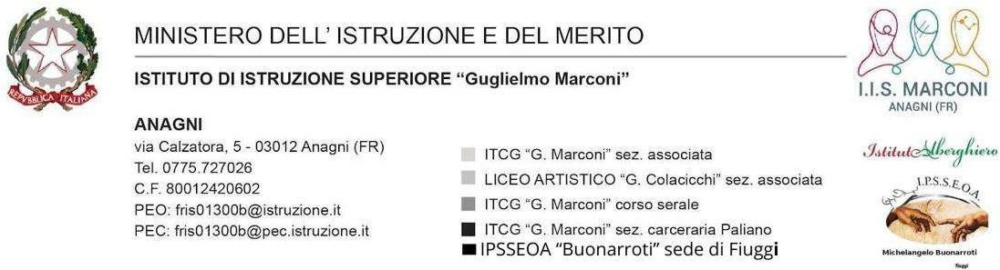 MINISTERO DELL' ISTRUZIONE E DEL MERITO
ISTITUTO DI ISTRUZIONE SUPERIORE “Guglielmo Marconi”
REPVBBLICA ITALIANA
I.I.S. MARCONI
ANAGNI (FR)
ANAGNI
via Calzatora, 5 - 03012 Anagni (FR)
Tel. 0775.727026
C.F. 80012420602
PEO: fris01300b@istruzione.it
PEC: fris01300b@pec.istruzione.it
ITCG “G. Marconi” sez. associata
LICEO ARTISTICO “G. Colacicchi” sez. associata
ITCG “G. Marconi” corso serale
ITCG “G. Marconi” sez. carceraria Paliano
IPSSEOA “Buonarroti” sede di Fiuggi
Istituto Alberghiero
I.P.S.S.E.O.A.
Michelangelo Buonarroti
Fiuggi